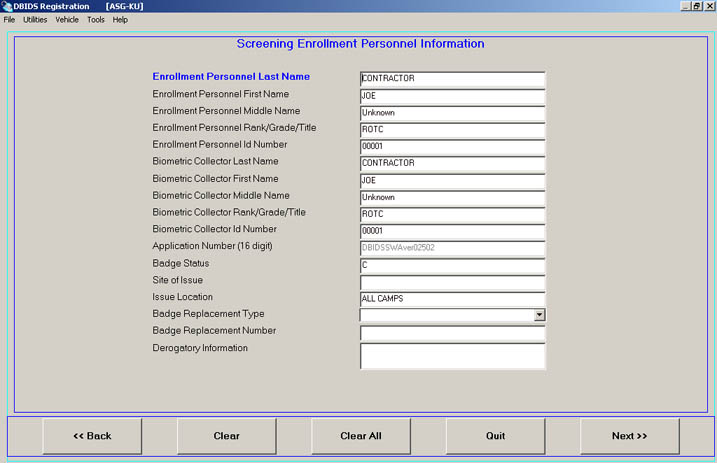 DBIDS Registration [ASG-KU]
File Utilities Vehicle Tools Help
Screening Enrollment Personnel Information
Enrollment Personnel Last Name CONTRACTOR
Enrollment Personnel First Name JOE
Enrollment Personnel Middle Name Unknown
Enrollment Personnel Rank/Grade/Title ROTC
Enrollment Personnel Id Number 00001
Biometric Collector Last Name CONTRACTOR
Biometric Collector First Name JOE
Biometric Collector Middle Name Unknown
Biometric Collector Rank/Grade/Title ROTC
Biometric Collector Id Number 00001
Application Number (16 digit) DBIDSSWAver02502
Badge Status C
Site of Issue
Issue Location ALL CAMPS
Badge Replacement Type
Badge Replacement Number
Derogatory Information
<< Back Clear Clear All Quit Next >>